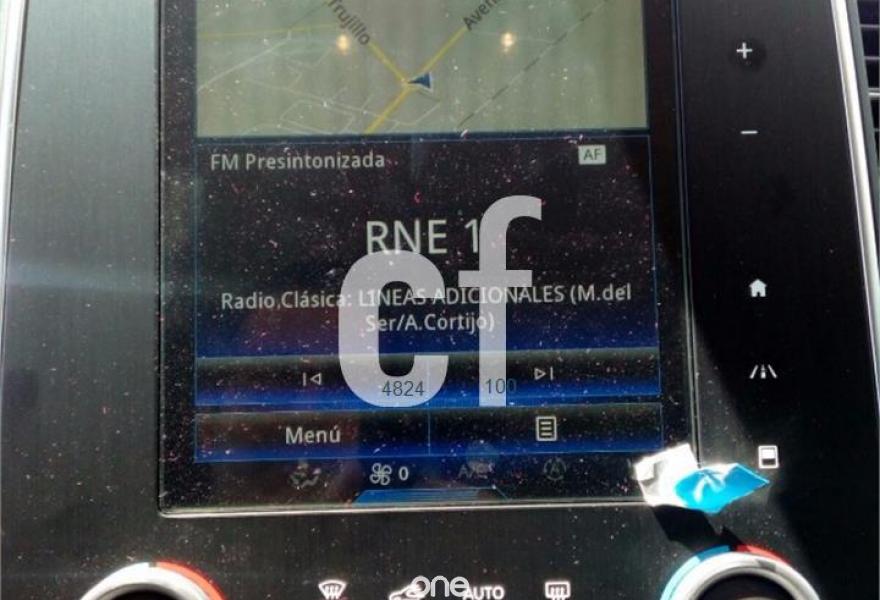 Trujillo
Aven
FM Presintonizada
AF
RNE 1
Radio Clásica: LINEAS ADICIONALES (M.del
Ser/A.Cortijo)
cf
4824
100
Menú
0
one
AUTO